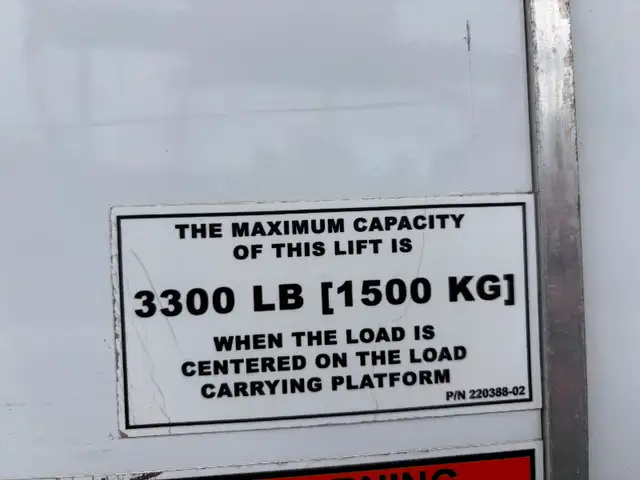 THE MAXIMUM CAPACITY
OF THIS LIFT IS
3300 LB [1500 KG]
WHEN THE LOAD IS
CENTERED ON THE LOAD
CARRYING PLATFORM
P/N 220388-02